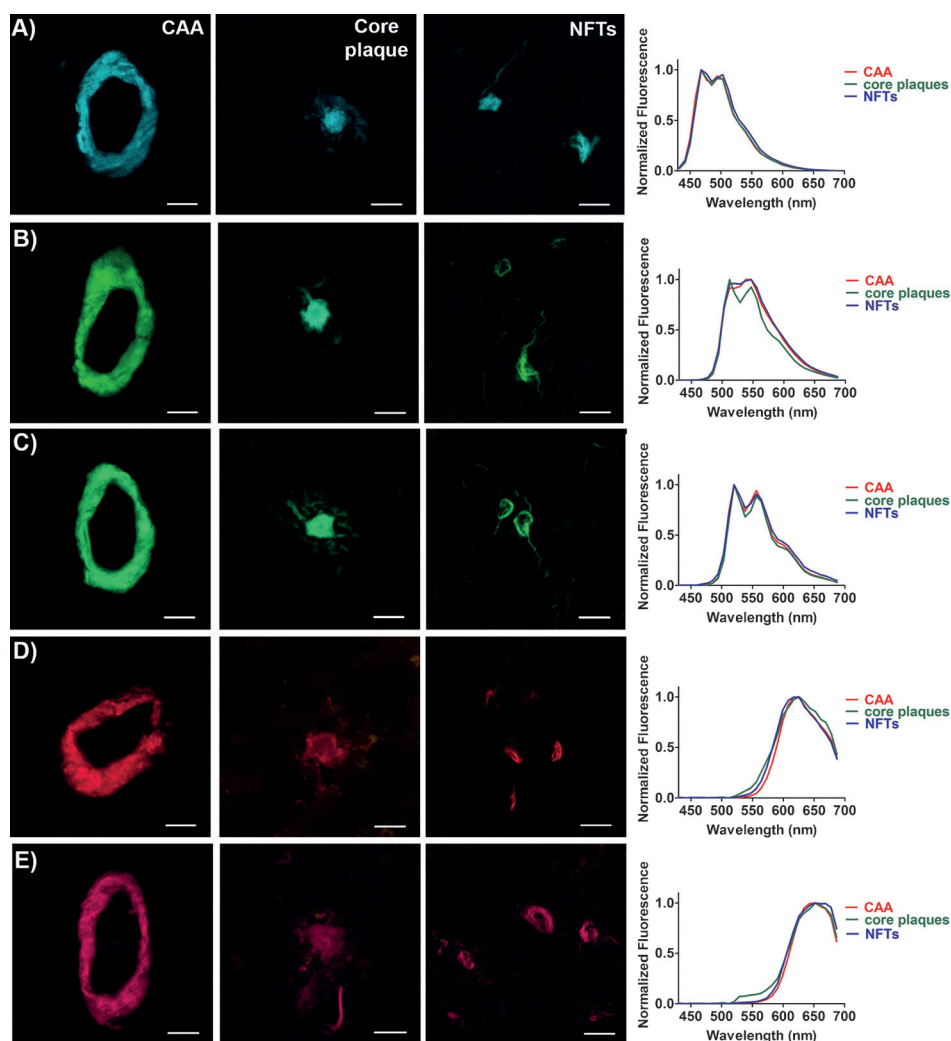 A)
CAA
Core
plaque
NFTs
Normalized Fluorescence
1.0
0.5
0.0
450 500 550 600 650 700
Wavelength (nm)
CAA
core plaques
NFTs
B)
Normalized Fluorescence
1.0
0.5
0.0
450 500 550 600 650 700
Wavelength (nm)
CAA
core plaques
NFTs
C)
Normalized Fluorescence
1.0
0.5
0.0
450 500 550 600 650 700
Wavelength (nm)
CAA
core plaques
NFTs
D)
Normalized Fluorescence
1.0
0.5
0.0
450 500 550 600 650 700
Wavelength (nm)
CAA
core plaques
NFTs
E)
Normalized Fluorescence
1.0
0.5
0.0
450 500 550 600 650 700
Wavelength (nm)
CAA
core plaques
NFTs